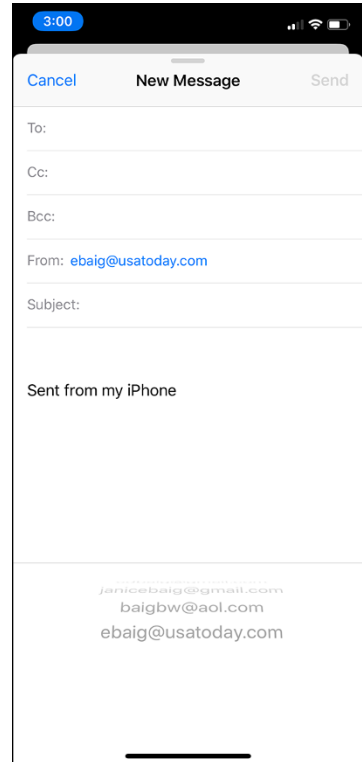 3:00
Cancel New Message Send
To:
Cc:
Bcc:
From: ebaig@usatoday.com
Subject:
Sent from my iPhone
janicebaig@gmail.com
baigbw@aol.com
ebaig@usatoday.com